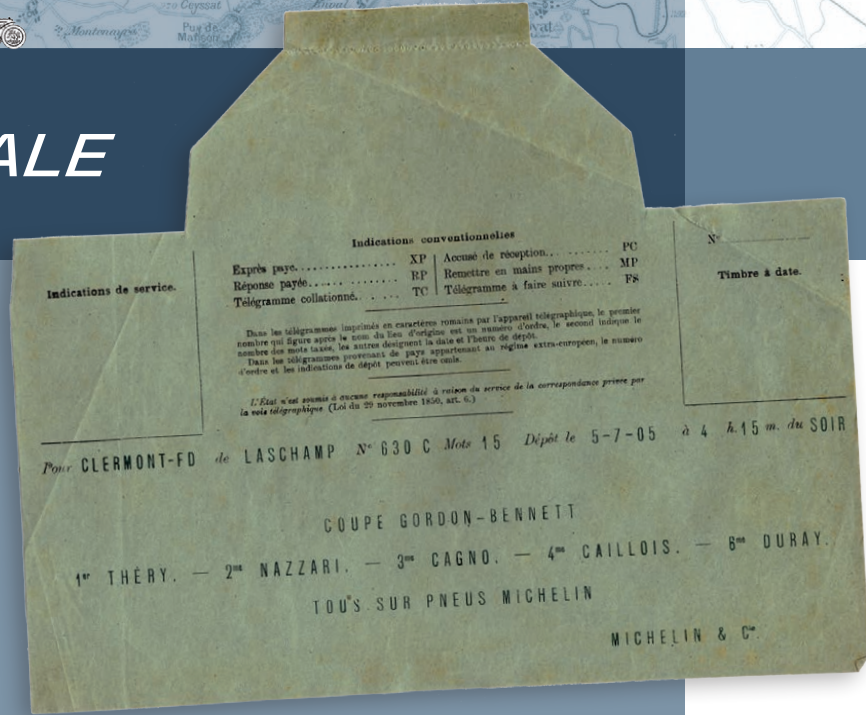 Ceyssat
Montenayre
ALE
Indications conventionnelles
Indications de service.
Exprès payé................. XP
Réponse payée............... RP
Télégramme collationné...... TC
Accusé de réception.......... PC
Remettre en mains propres.... MP
Télégramme à faire suivre..... FS
N°
Timbre à date.
Dans les télégrammes imprimés en caractères romains par l'appareil télégraphique, le premier
nombre qui figure après le nom du lieu d'origine est un numéro d'ordre, le second indique le
nombre des mots taxés, les autres désignent la date et l'heure de dépôt.
Dans les télégrammes provenant de pays appartenant au régime extra-européen, le numéro
d'ordre et les indications de dépôt peuvent être omis.
L'État n'est soumis à aucune responsabilité à raison du service de la correspondance privée par
la voie télégraphique. (Loi du 29 novembre 1850, art. 6.)
Pour CLERMONT-FD de LASCHAMP N° 630 C Mots 15 Dépôt le 5-7-05 à 4 h. 15 m. du SOIR
COUPE GORDON-BENNETT
1er THÉRY. — 2me NAZZARI. — 3me CAGNO. — 4me CAILLOIS. — 6me DURAY.
TOUS SUR PNEUS MICHELIN
MICHELIN & Cie